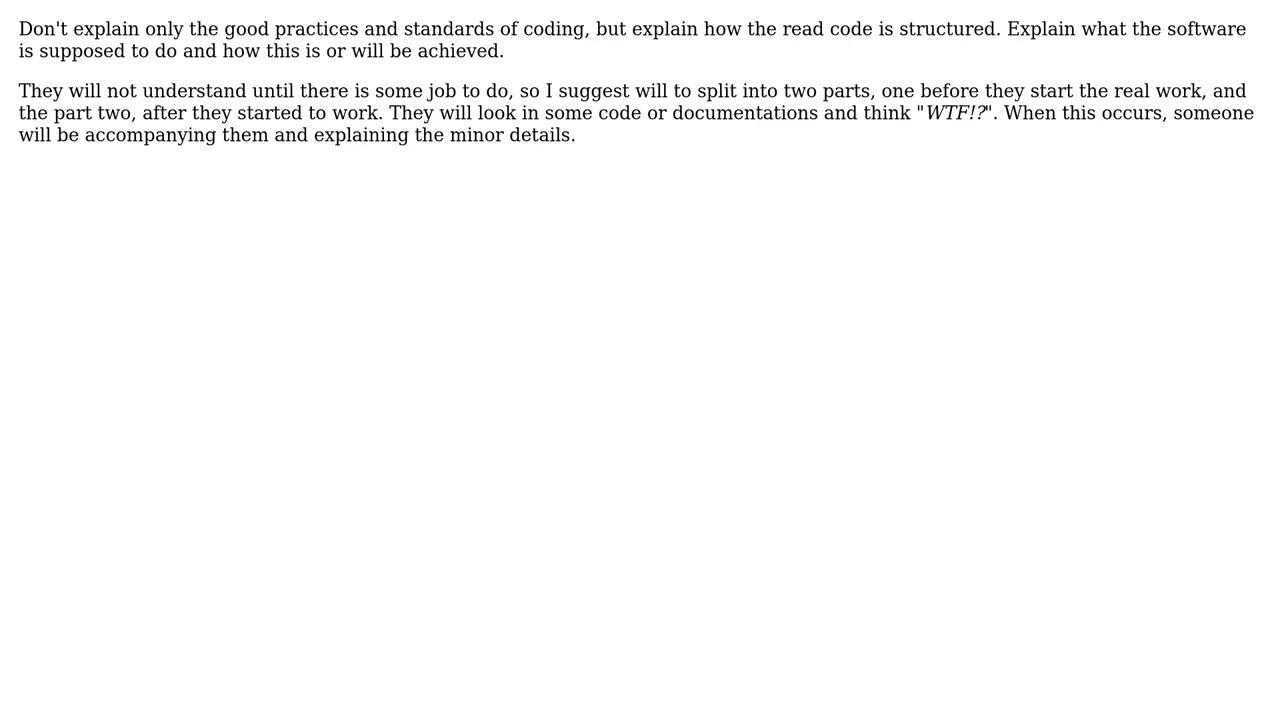 Don't explain only the good practices and standards of coding, but explain how the read code is structured. Explain what the software
is supposed to do and how this is or will be achieved.
They will not understand until there is some job to do, so I suggest will to split into two parts, one before they start the real work, and
the part two, after they started to work. They will look in some code or documentations and think "WTF!?". When this occurs, someone
will be accompanying them and explaining the minor details.